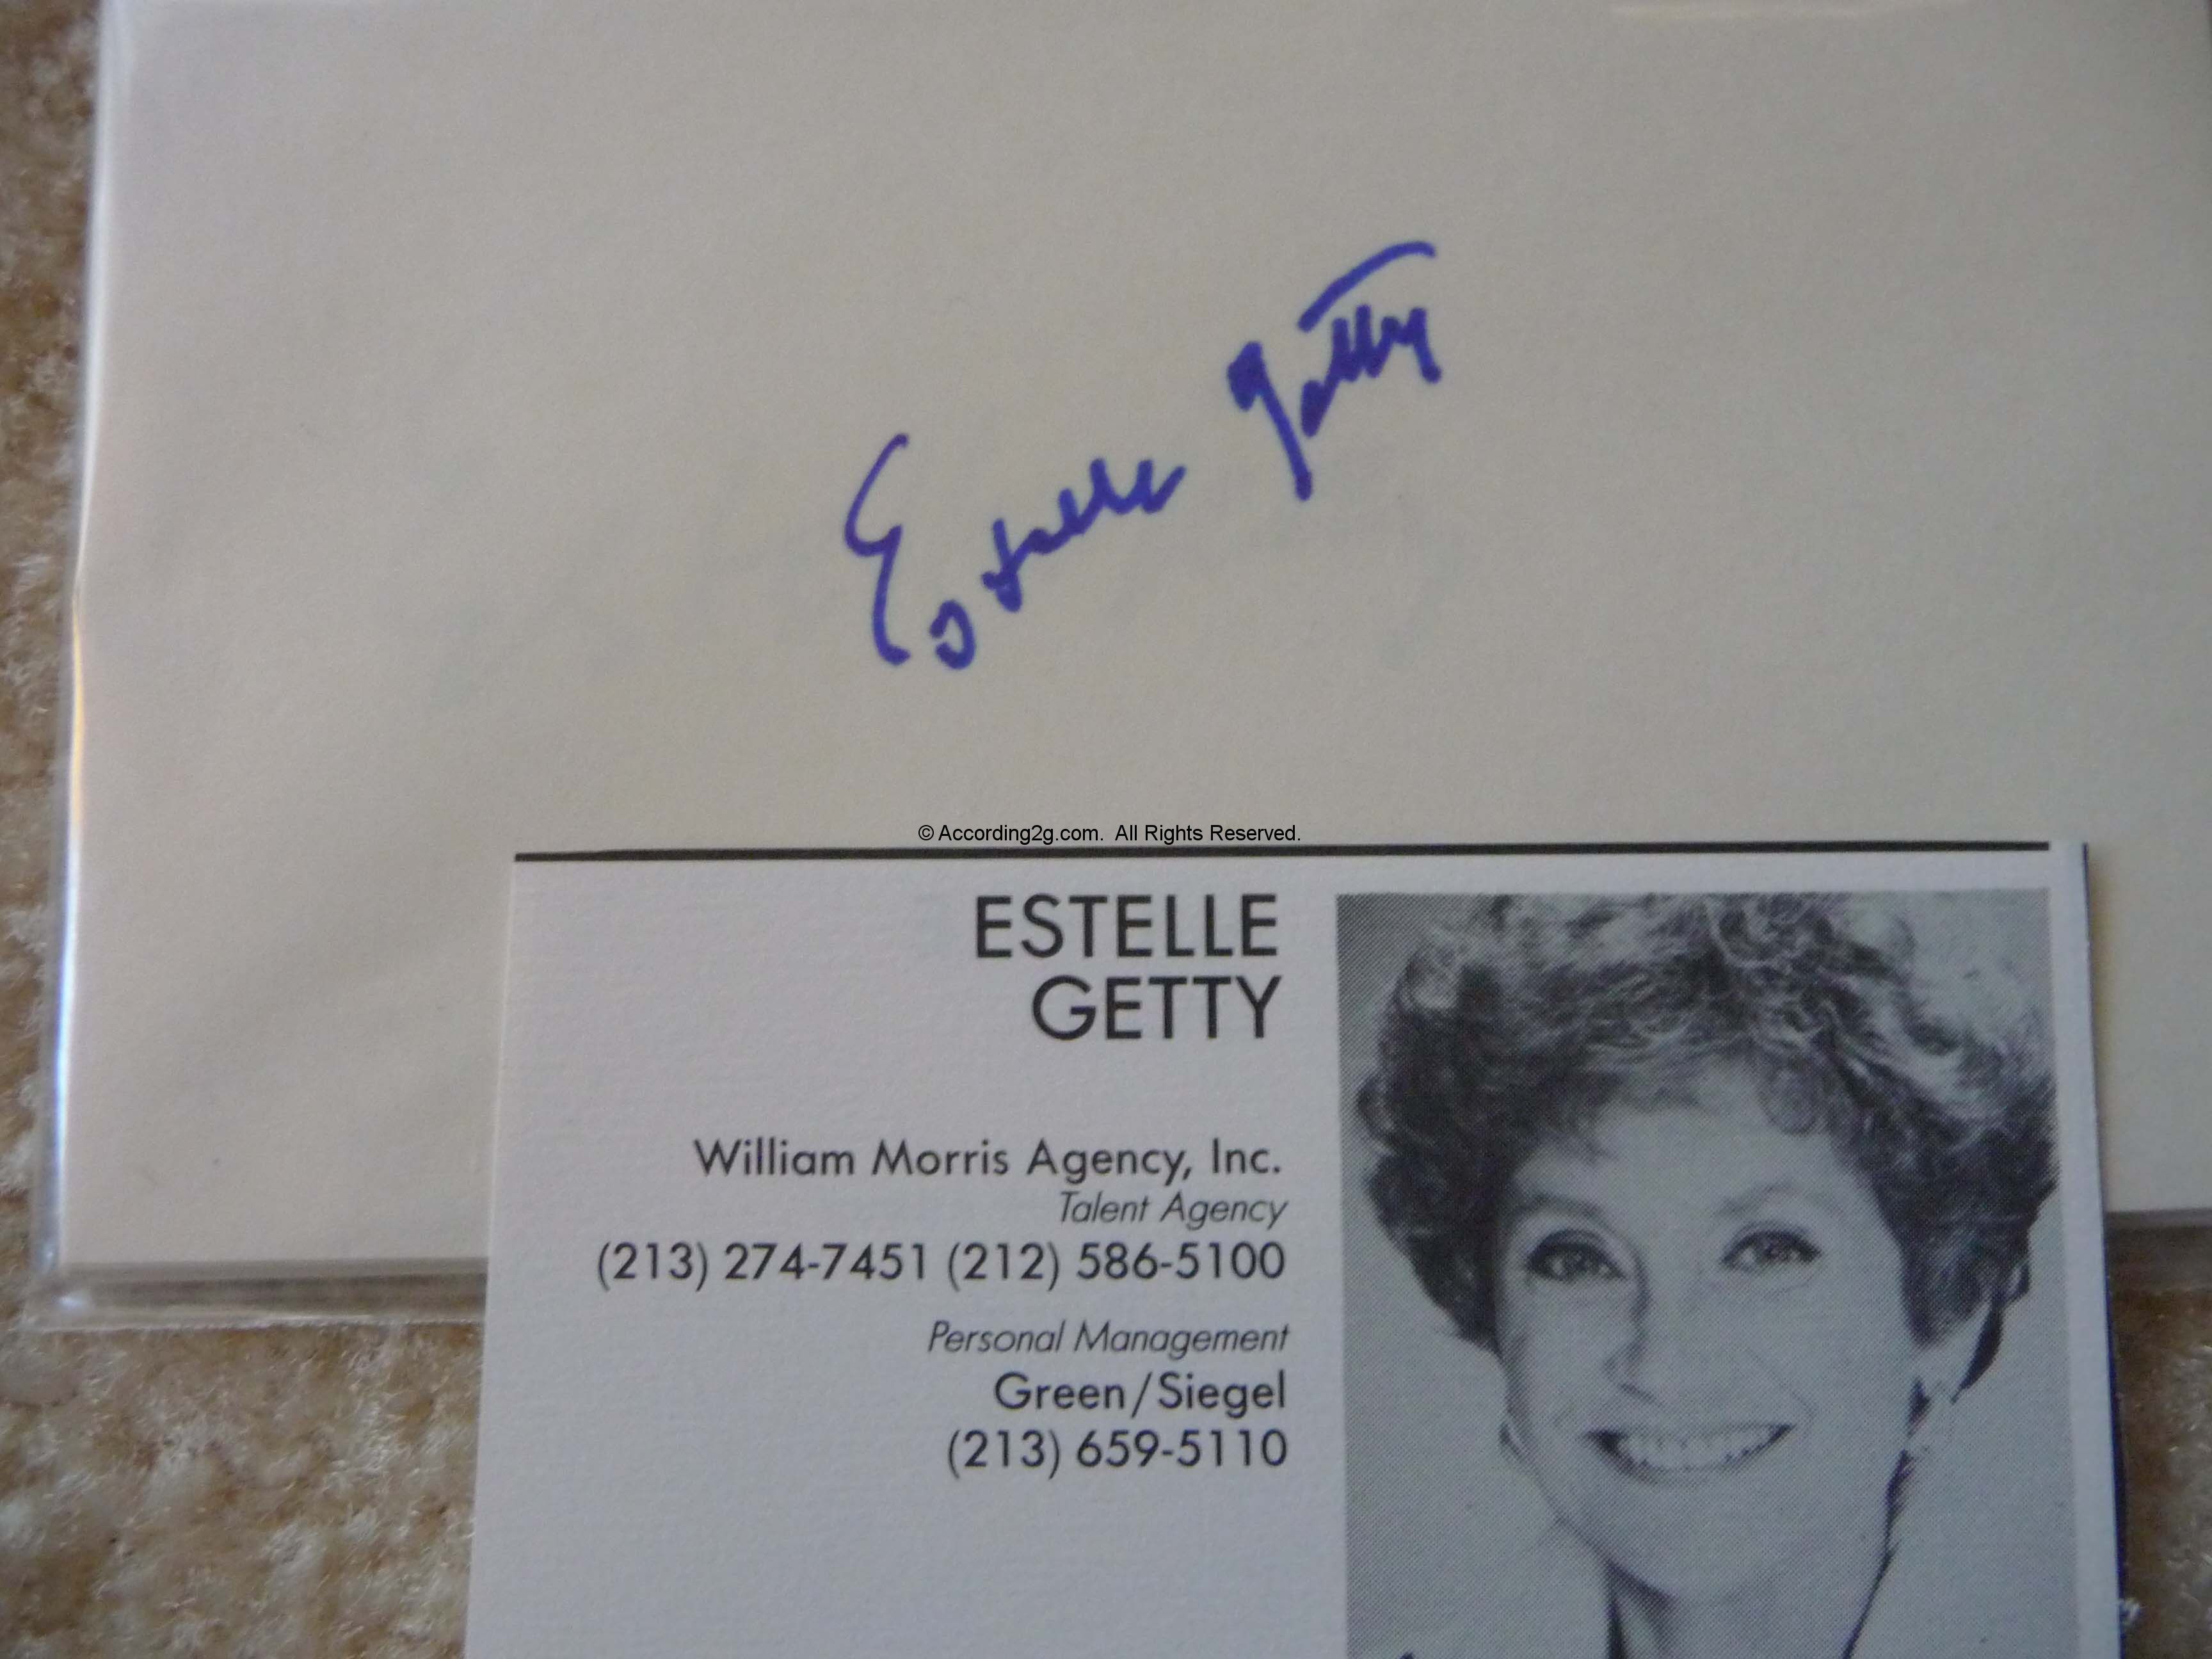 Estelle Getty
© According2g.com. All Rights Reserved.
ESTELLE
GETTY
William Morris Agency, Inc.
Talent Agency
(213) 274-7451 (212) 586-5100
Personal Management
Green/Siegel
(213) 659-5110